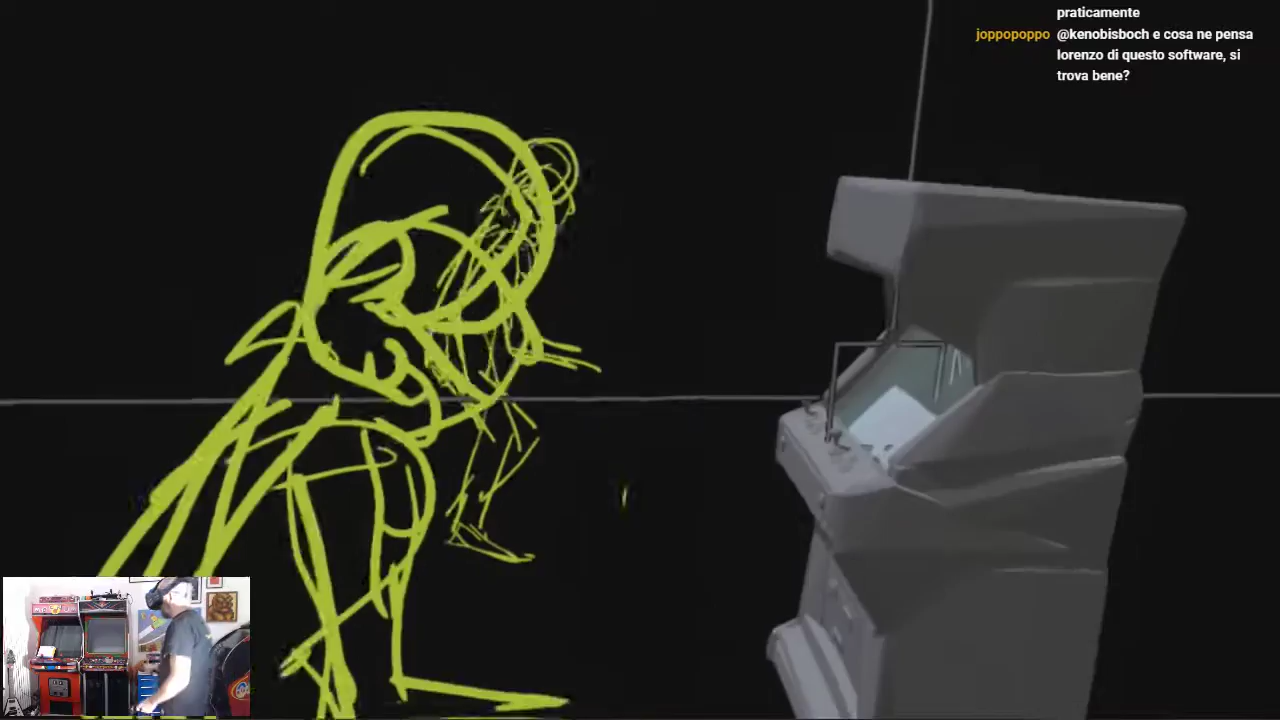 praticamente
joppopoppo @kenobisboch e cosa ne pensa
lorenzo di questo software, si
trova bene?